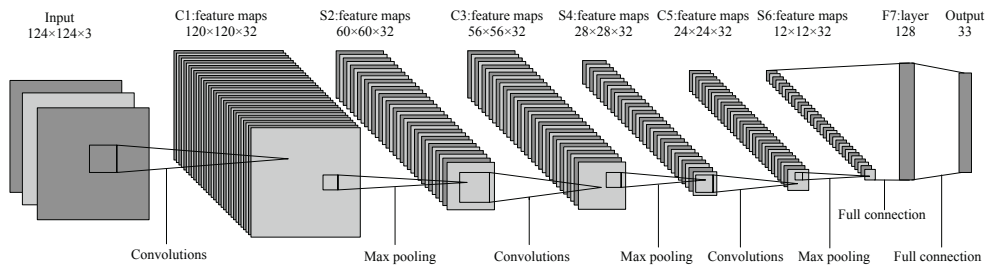 Input
124×124×3
C1:feature maps
120×120×32
S2:feature maps
60×60×32
C3:feature maps
56×56×32
S4:feature maps
28×28×32
C5:feature maps
24×24×32
S6:feature maps
12×12×32
F7:layer
128
Output
33
Convolutions
Max pooling
Convolutions
Max pooling
Convolutions
Max pooling
Full connection
Full connection